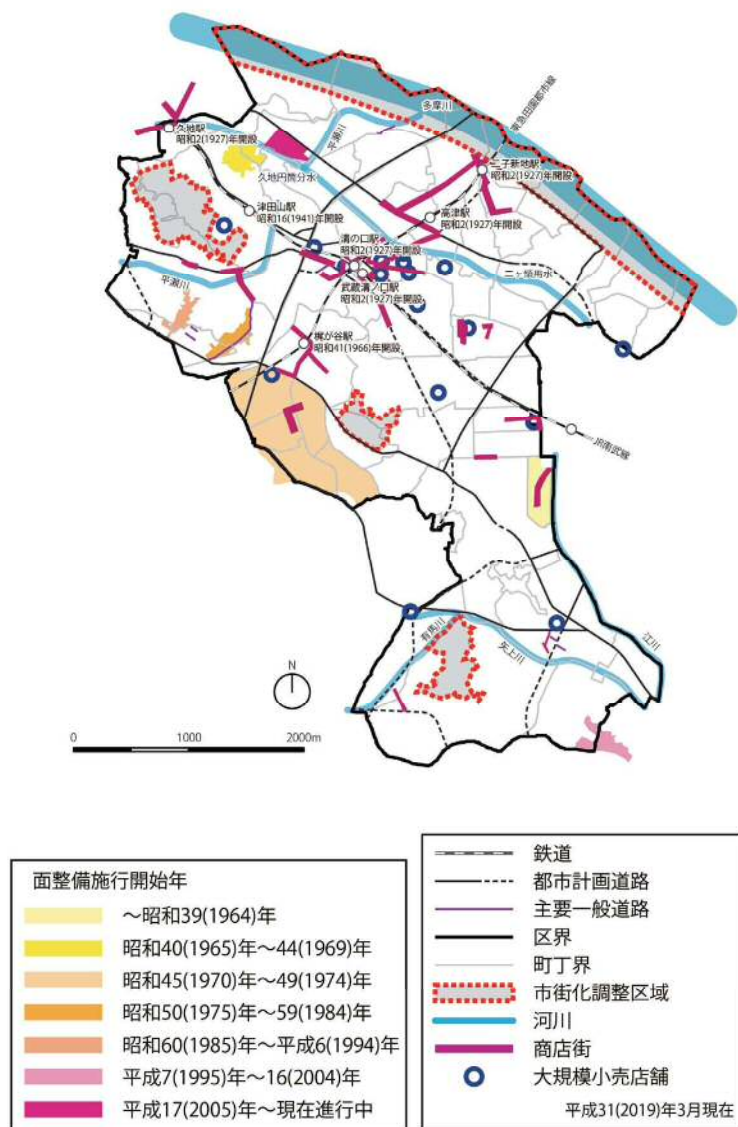 多摩川
東急田園都市線
平瀬川
久地駅
昭和2(1927)年開設
久地円筒分水
二子新地駅
昭和2(1927)年開設
津田山駅
昭和16(1941)年開設
高津駅
昭和2(1927)年開設
溝の口駅
昭和2(1927)年開設
二ヶ領用水
平瀬川
武蔵溝ノ口駅
昭和2(1927)年開設
梶が谷駅
昭和41(1966)年開設
7
JR南武線
有馬川
矢上川
江川
N
0 1000 2000m
面整備施行開始年
～昭和39(1964)年
昭和40(1965)年～44(1969)年
昭和45(1970)年～49(1974)年
昭和50(1975)年～59(1984)年
昭和60(1985)年～平成6(1994)年
平成7(1995)年～16(2004)年
平成17(2005)年～現在進行中
鉄道
都市計画道路
主要一般道路
区界
町丁界
市街化調整区域
河川
商店街
大規模小売店舗
平成31(2019)年3月現在